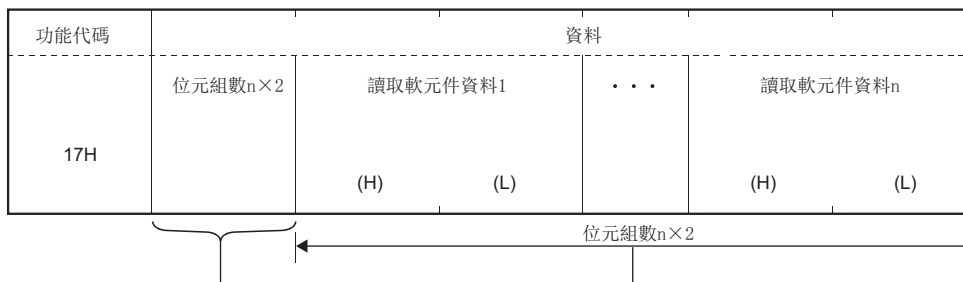 功能代碼 資料
位元組數n×2 讀取軟元件資料1 ・・・ 讀取軟元件資料n
17H
(H) (L) (H) (L)
位元組數n×2